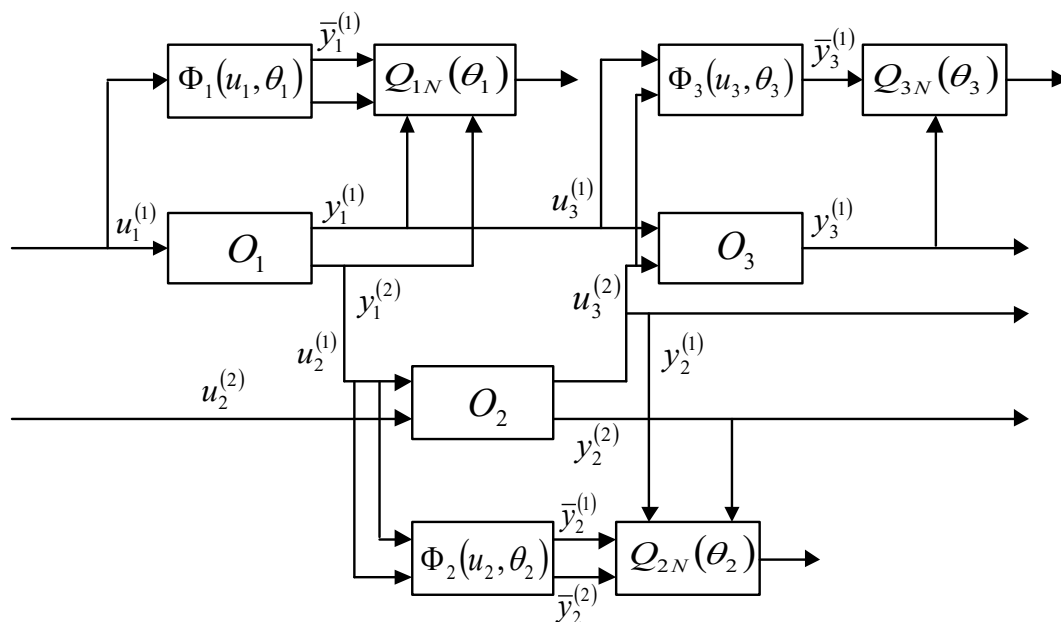 ȳ₁⁽¹⁾
ȳ₃⁽¹⁾
Φ₁(u₁, θ₁)
Q₁N(θ₁)
Φ₃(u₃, θ₃)
Q₃N(θ₃)
u₁⁽¹⁾
y₁⁽¹⁾
u₃⁽¹⁾
y₃⁽¹⁾
O₁
O₃
y₁⁽²⁾
u₃⁽²⁾
u₂⁽¹⁾
y₂⁽¹⁾
u₂⁽²⁾
O₂
y₂⁽²⁾
ȳ₂⁽¹⁾
Φ₂(u₂, θ₂)
Q₂N(θ₂)
ȳ₂⁽²⁾